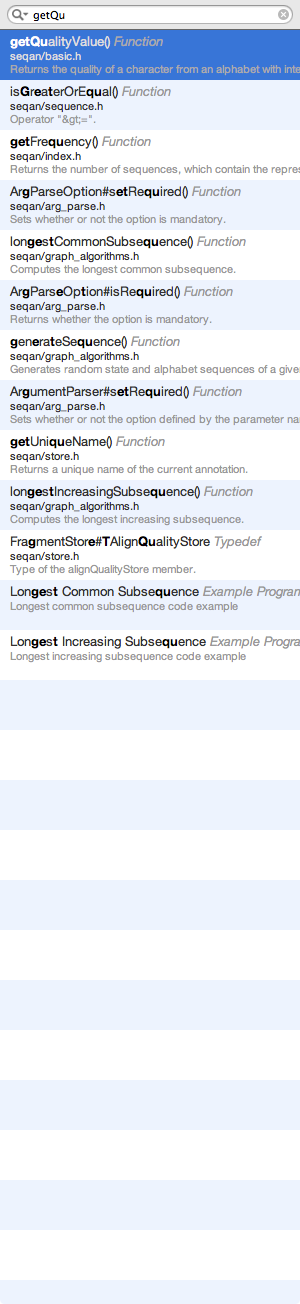 getQu
getQualityValue() Function
seqan/basic.h
Returns the quality of a character from an alphabet with inte
isGreaterOrEqual() Function
seqan/sequence.h
Operator "&gt;=".
getFrequency() Function
seqan/index.h
Returns the number of sequences, which contain the repres
ArgParseOption#setRequired() Function
seqan/arg_parse.h
Sets whether or not the option is mandatory.
longestCommonSubsequence() Function
seqan/graph_algorithms.h
Computes the longest common subsequence.
ArgParseOption#isRequired() Function
seqan/arg_parse.h
Returns whether the option is mandatory.
generateSequence() Function
seqan/graph_algorithms.h
Generates random state and alphabet sequences of a give
ArgumentParser#setRequired() Function
seqan/arg_parse.h
Sets whether or not the option defined by the parameter na
getUniqueName() Function
seqan/store.h
Returns a unique name of the current annotation.
longestIncreasingSubsequence() Function
seqan/graph_algorithms.h
Computes the longest increasing subsequence.
FragmentStore#TAlignQualityStore Typedef
seqan/store.h
Type of the alignQualityStore member.
Longest Common Subsequence Example Program
Longest common subsequence code example
Longest Increasing Subsequence Example Progra
Longest increasing subsequence code example